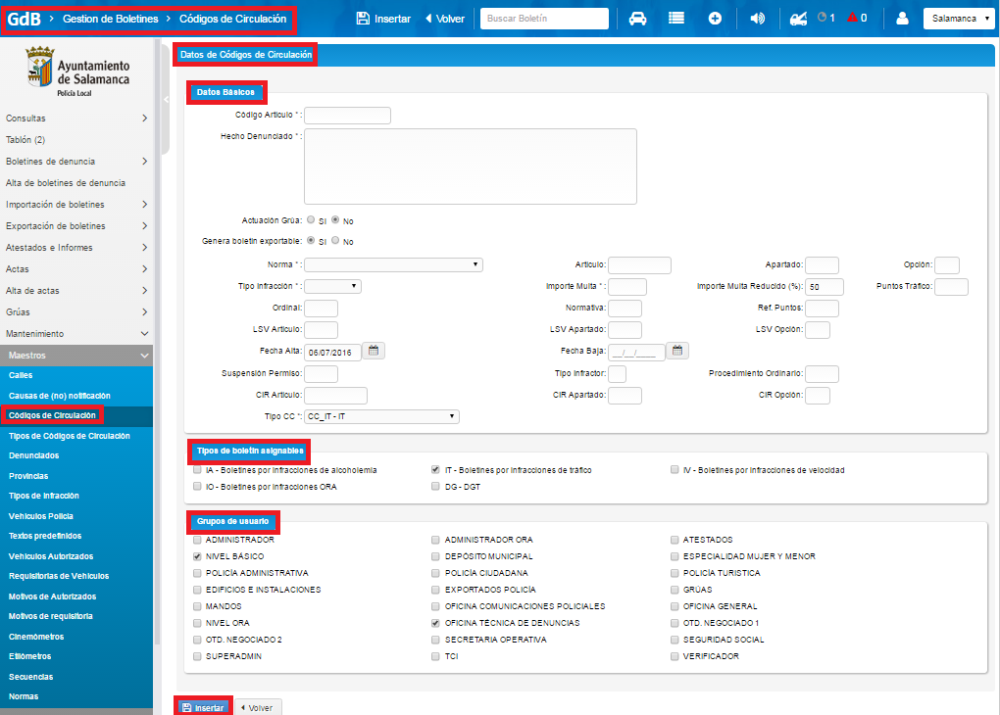 GdB > Gestion de Boletines > Códigos de Circulación Insertar Volver Buscar Boletín 1 0 Salamanca
Ayuntamiento
de Salamanca
Policía Local
Consultas
Tablón (2)
Boletines de denuncia
Alta de boletines de denuncia
Importación de boletines
Exportación de boletines
Atestados e Informes
Actas
Alta de actas
Grúas
Mantenimiento
Maestros
Calles
Causas de (no) notificación
Códigos de Circulación
Tipos de Códigos de Circulación
Denunciados
Provincias
Tipos de Infracción
Vehículos Policía
Textos predefinidos
Vehículos Autorizados
Requisitorias de Vehículos
Motivos de Autorizados
Motivos de requisitoria
Cinemómetros
Etilómetros
Secuencias
Normas
Datos de Códigos de Circulación
Datos Básicos
Código Artículo * :
Hecho Denunciado * :
Actuación Grúa: SI No
Genera boletín exportable: SI No
Norma * : Artículo: Apartado: Opción:
Tipo Infracción * : Importe Multa * : Importe Multa Reducido (%): 50 Puntos Tráfico:
Ordinal: Normativa: Ref. Puntos:
LSV Artículo: LSV Apartado: LSV Opción:
Fecha Alta: 06/07/2016 Fecha Baja: __/__/____
Suspensión Permiso: Tipo Infractor: Procedimiento Ordinario:
CIR Artículo: CIR Apartado: CIR Opción:
Tipo CC *: CC_IT - IT
Tipos de boletín asignables
IA - Boletines por infracciones de alcoholemia IT - Boletines por infracciones de tráfico IV - Boletines por infracciones de velocidad
IO - Boletines por infracciones ORA DG - DGT
Grupos de usuario
ADMINISTRADOR ADMINISTRADOR ORA ATESTADOS
NIVEL BÁSICO DEPÓSITO MUNICIPAL ESPECIALIDAD MUJER Y MENOR
POLICÍA ADMINISTRATIVA POLICÍA CIUDADANA POLICÍA TURISTICA
EDIFICIOS E INSTALACIONES EXPORTADOS POLICÍA GRÚAS
MANDOS OFICINA COMUNICACIONES POLICIALES OFICINA GENERAL
NIVEL ORA OFICINA TÉCNICA DE DENUNCIAS OTD. NEGOCIADO 1
OTD. NEGOCIADO 2 SECRETARIA OPERATIVA SEGURIDAD SOCIAL
SUPERADMIN TCI VERIFICADOR
Insertar Volver